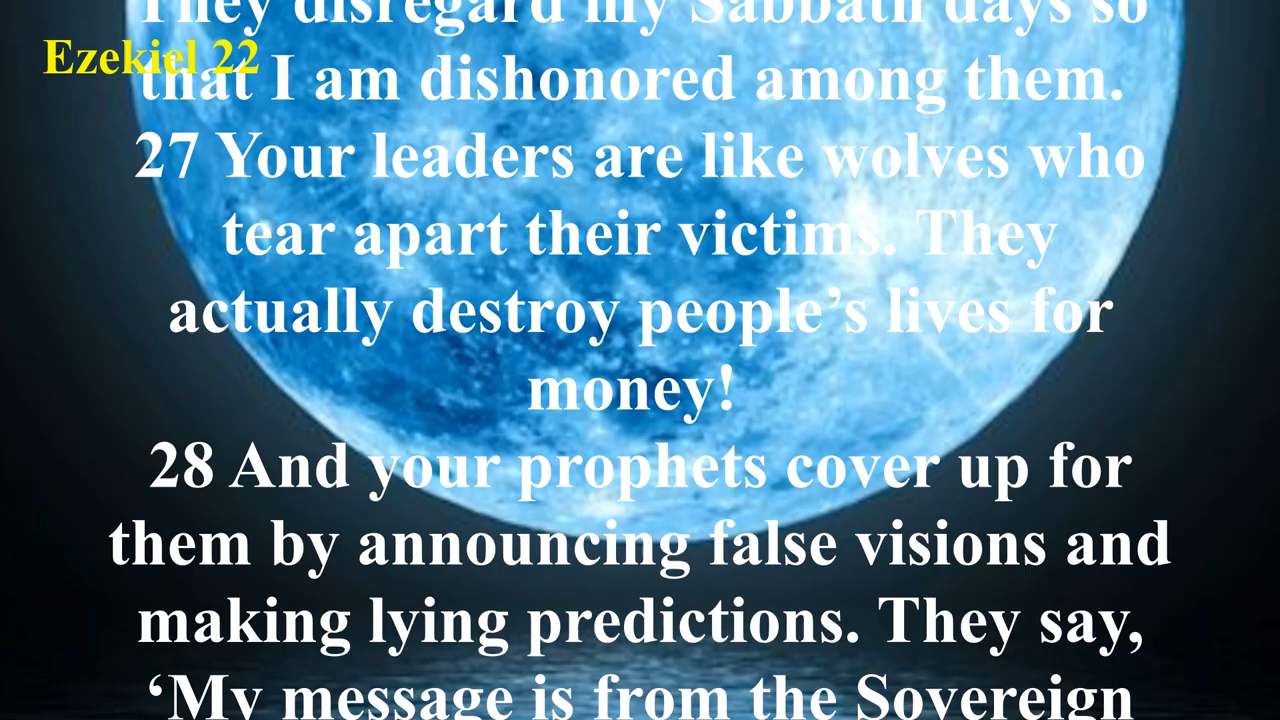 They disregard my Sabbath days so
Ezekiel 22
that I am dishonored among them.
27 Your leaders are like wolves who
tear apart their victims. They
actually destroy people’s lives for
money!
28 And your prophets cover up for
them by announcing false visions and
making lying predictions. They say,
‘My message is from the Sovereign